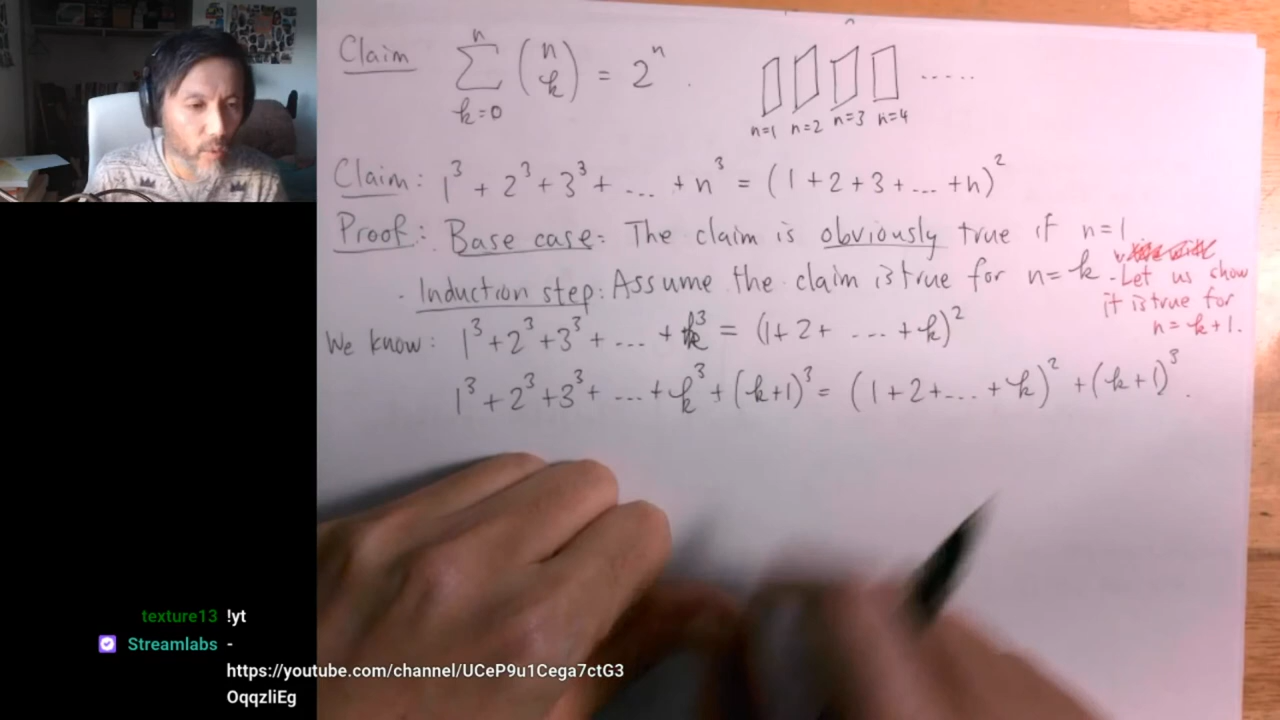 Claim ∑_{k=0}^{n} (n k) = 2^n .
n=1 n=2 n=3 n=4 .....
Claim: 1³ + 2³ + 3³ + ... + n³ = (1+2+3+...+n)²
Proof: Base case: The claim is obviously true if n=1
. Induction step: Assume the claim is true for n=k. Let us show
it is true for
n=k+1.
We know: 1³+2³+3³+ ... + k³ = (1+2+ ... +k)²
1³+2³+3³+ ... +k³+(k+1)³ = (1+2+...+k)²+(k+1)³.
texture13 !yt
Streamlabs -
https://youtube.com/channel/UCeP9u1Cega7ctG3
OqqzliEg